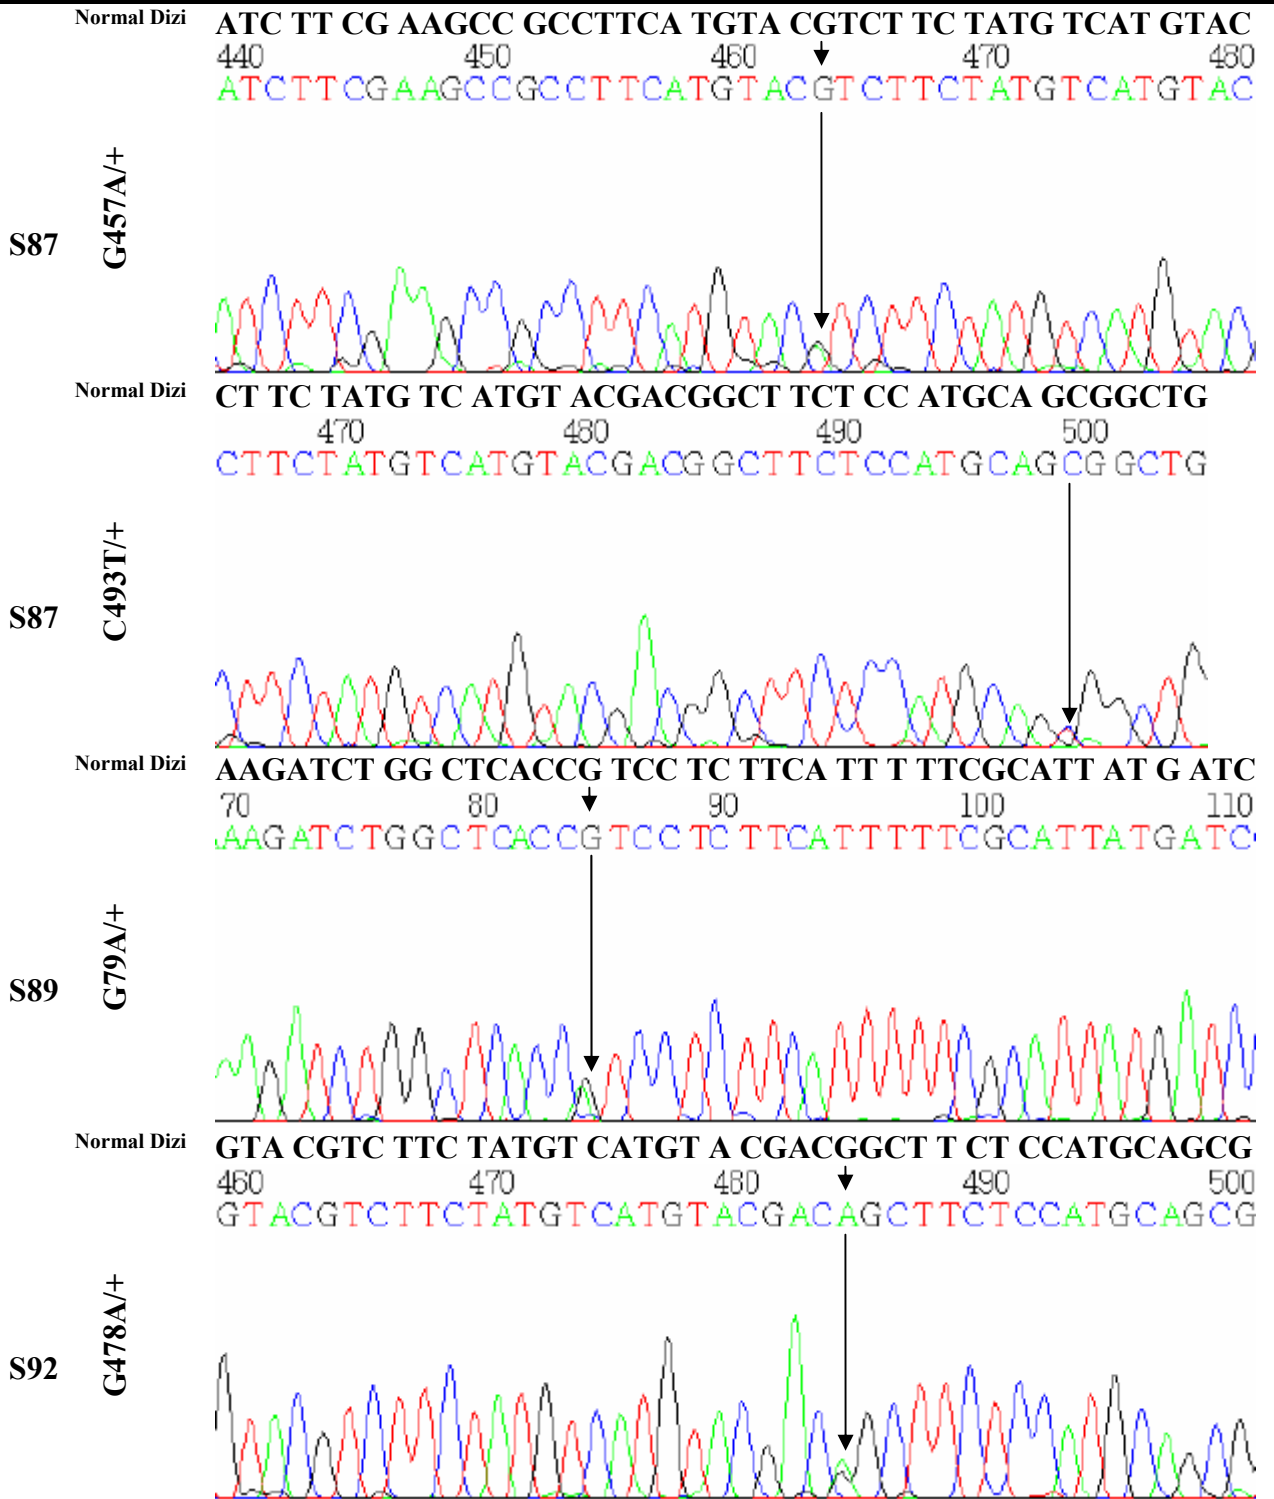 Normal Dizi ATC TT CG AAGCC GCCTTCA TGTA CGTCT TC TATG TCAT GTAC
440 450 460 470 480
ATCTTCGAAGCCGCCTTCATGTACGTCTTCTATGTCATGTAC
S87 G457A/+
Normal Dizi CT TC TATG TC ATGT ACGACGGCT TCT CC ATGCA GCGGCTG
470 480 490 500
CTTCTATGTCATGTACGACGGCTTCTCCATGCAGCGGCTG
S87 C493T/+
Normal Dizi AAGATCT GG CTCACCG TCC TC TTCA TT T TTCGCATT AT G ATC
70 80 90 100 110
AAGATCTGGCTCACCGTCCTCTTCATTTTTCGCATTATGATC
S89 G79A/+
Normal Dizi GTA CGTC TTC TATGT CATGT A CGACGGCT T CT CCATGCAGCG
460 470 480 490 500
GTACGTCTTCTATGTCATGTACGACAGCTTCTCCATGCAGCG
S92 G478A/+